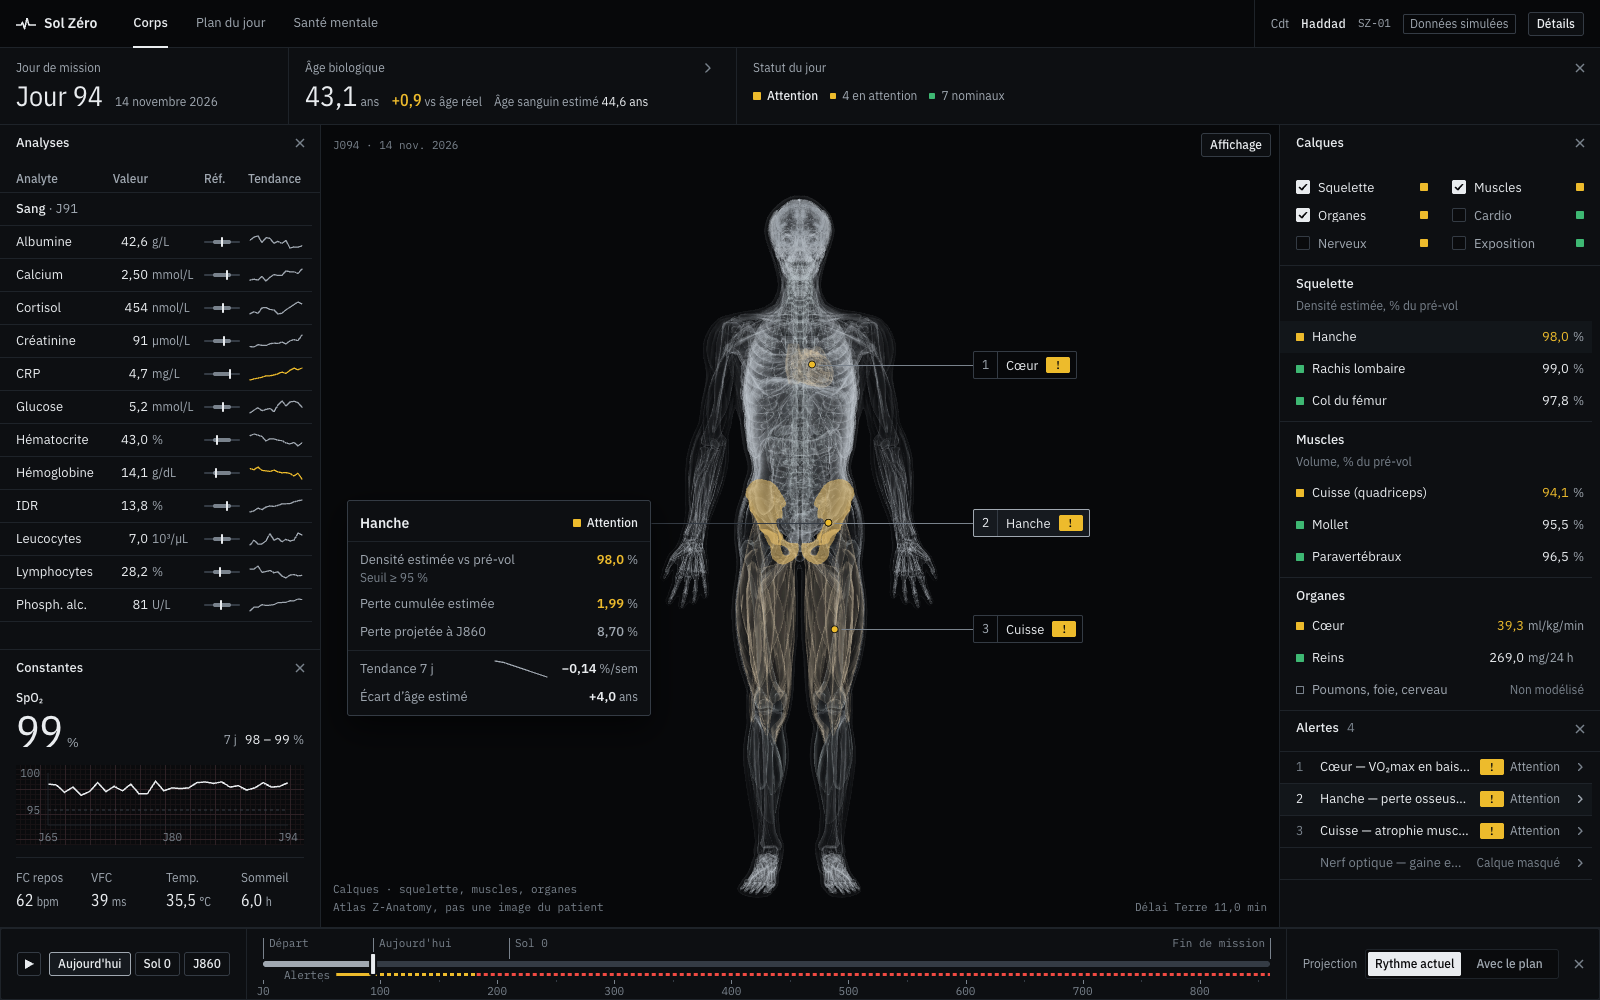 Sol Zéro Corps Plan du jour Santé mentale Cdt Haddad SZ-01 Données simulées Détails
Jour de mission
Jour 94 14 novembre 2026
Âge biologique
43,1 ans +0,9 vs âge réel Âge sanguin estimé 44,6 ans
Statut du jour
Attention 4 en attention 7 nominaux
Analyses
Analyte Valeur Réf. Tendance
Sang · J91
Albumine 42,6 g/L
Calcium 2,50 mmol/L
Cortisol 454 nmol/L
Créatinine 91 µmol/L
CRP 4,7 mg/L
Glucose 5,2 mmol/L
Hématocrite 43,0 %
Hémoglobine 14,1 g/dL
IDR 13,8 %
Leucocytes 7,0 10³/µL
Lymphocytes 28,2 %
Phosph. alc. 81 U/L
Constantes
SpO₂
99 % 7 j 98 – 99 %
100
95
J65 J80 J94
FC repos VFC Temp. Sommeil
62 bpm 39 ms 35,5 °C 6,0 h
J094 · 14 nov. 2026
Affichage
1 Cœur !
2 Hanche !
3 Cuisse !
Hanche Attention
Densité estimée vs pré-vol 98,0 %
Seuil ≥ 95 %
Perte cumulée estimée 1,99 %
Perte projetée à J860 8,70 %
Tendance 7 j −0,14 %/sem
Écart d’âge estimé +4,0 ans
Calques · squelette, muscles, organes
Atlas Z-Anatomy, pas une image du patient
Délai Terre 11,0 min
Calques
Squelette Muscles
Organes Cardio
Nerveux Exposition
Squelette
Densité estimée, % du pré-vol
Hanche 98,0 %
Rachis lombaire 99,0 %
Col du fémur 97,8 %
Muscles
Volume, % du pré-vol
Cuisse (quadriceps) 94,1 %
Mollet 95,5 %
Paravertébraux 96,5 %
Organes
Cœur 39,3 ml/kg/min
Reins 269,0 mg/24 h
Poumons, foie, cerveau Non modélisé
Alertes 4
1 Cœur — VO₂max en bais... ! Attention
2 Hanche — perte osseus... ! Attention
3 Cuisse — atrophie musc... ! Attention
Nerf optique — gaine e... Calque masqué
Aujourd'hui Sol 0 J860
Départ Aujourd'hui Sol 0 Fin de mission
Alertes
J0 100 200 300 400 500 600 700 800
Projection Rythme actuel Avec le plan